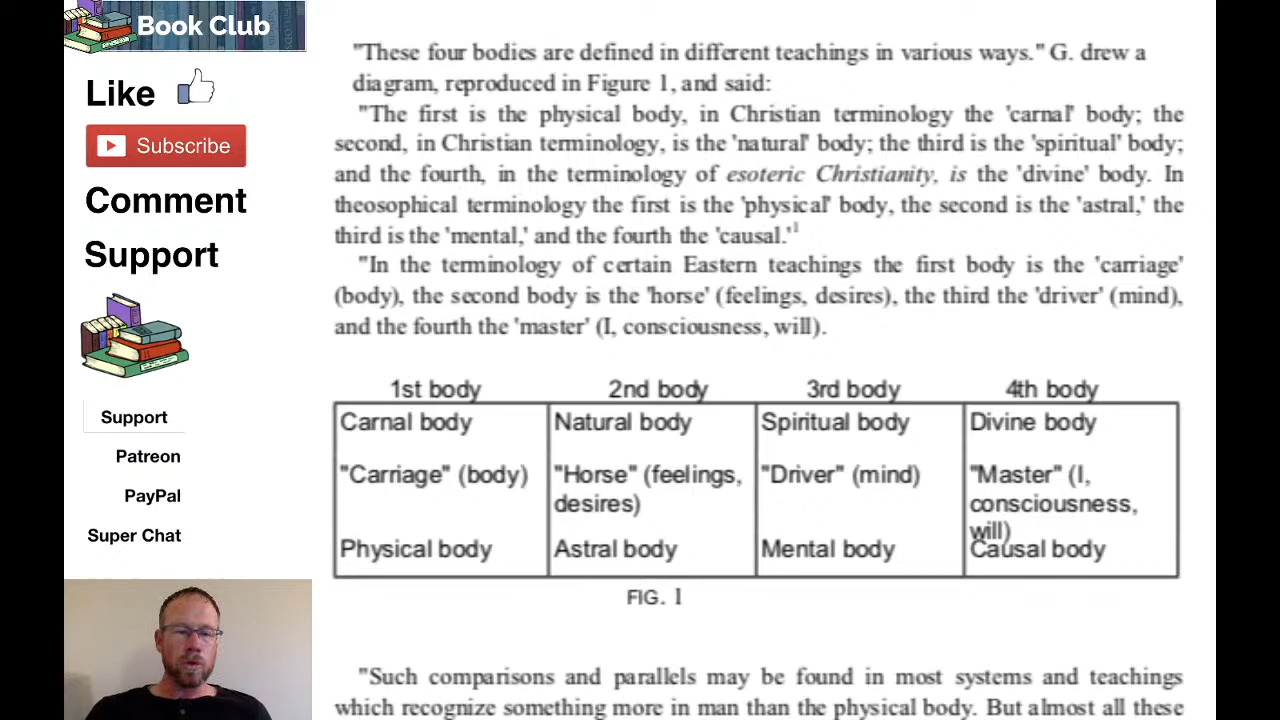 Book Club
Like
Subscribe
Comment
Support
Support
Patreon
PayPal
Super Chat
"These four bodies are defined in different teachings in various ways." G. drew a
diagram, reproduced in Figure 1, and said:
"The first is the physical body, in Christian terminology the 'carnal' body; the
second, in Christian terminology, is the 'natural' body; the third is the 'spiritual' body;
and the fourth, in the terminology of esoteric Christianity, is the 'divine' body. In
theosophical terminology the first is the 'physical' body, the second is the 'astral,' the
third is the 'mental,' and the fourth the 'causal.'¹
"In the terminology of certain Eastern teachings the first body is the 'carriage'
(body), the second body is the 'horse' (feelings, desires), the third the 'driver' (mind),
and the fourth the 'master' (I, consciousness, will).
1st body 2nd body 3rd body 4th body
Carnal body Natural body Spiritual body Divine body
"Carriage" (body) "Horse" (feelings, "Driver" (mind) "Master" (I,
desires) consciousness,
will)
Physical body Astral body Mental body Causal body
FIG. 1
"Such comparisons and parallels may be found in most systems and teachings
which recognize something more in man than the physical body. But almost all these